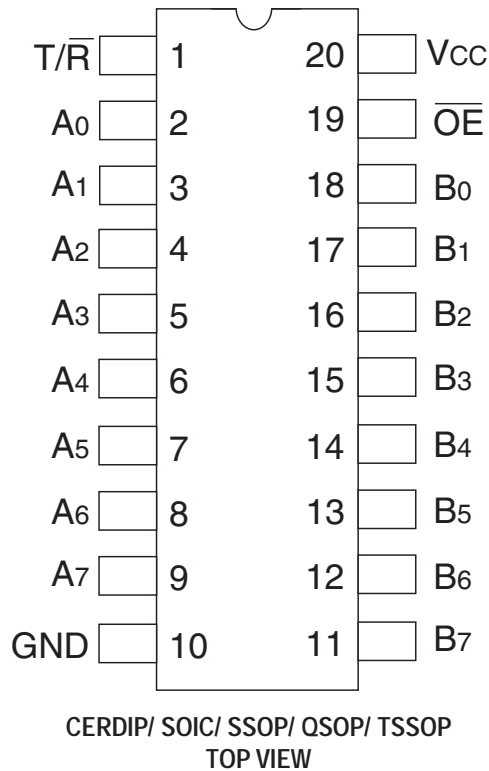 T/R̅ 1 20 VCC
A0 2 19 O̅E̅
A1 3 18 B0
A2 4 17 B1
A3 5 16 B2
A4 6 15 B3
A5 7 14 B4
A6 8 13 B5
A7 9 12 B6
GND 10 11 B7
CERDIP/ SOIC/ SSOP/ QSOP/ TSSOP
TOP VIEW